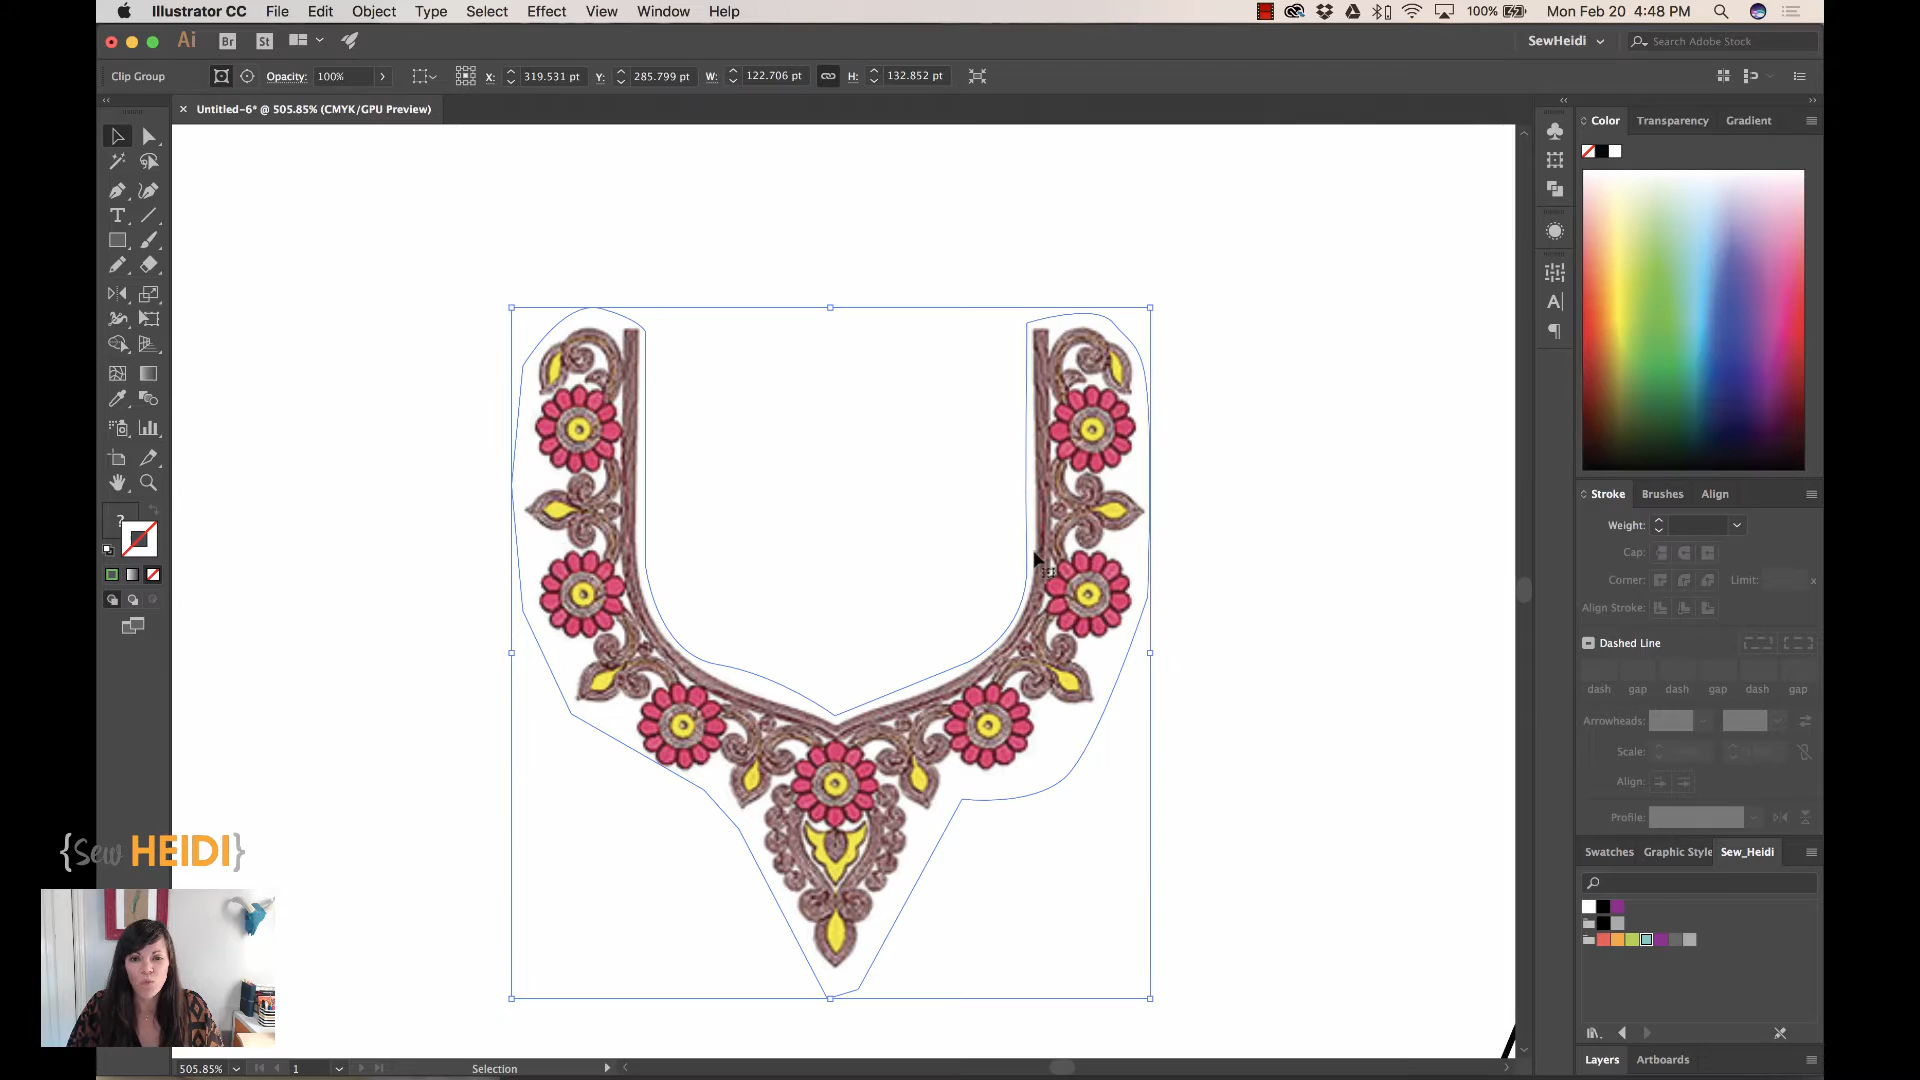 Illustrator CC File Edit Object Type Select Effect View Window Help 100% Mon Feb 20 4:48 PM
Ai Br St SewHeidi Search Adobe Stock
Clip Group Opacity: 100% X: 319.531 pt Y: 285.799 pt W: 122.706 pt H: 132.852 pt
× Untitled-6* @ 505.85% (CMYK/GPU Preview)
Color Transparency Gradient
Stroke Brushes Align
Weight:
Cap:
Corner: Limit: x
Align Stroke:
Dashed Line
dash gap dash gap dash gap
Arrowheads:
Scale:
Align:
Profile:
Swatches Graphic Style Sew_Heidi
{Sew HEIDI}
Layers Artboards
505.85% 1 Selection